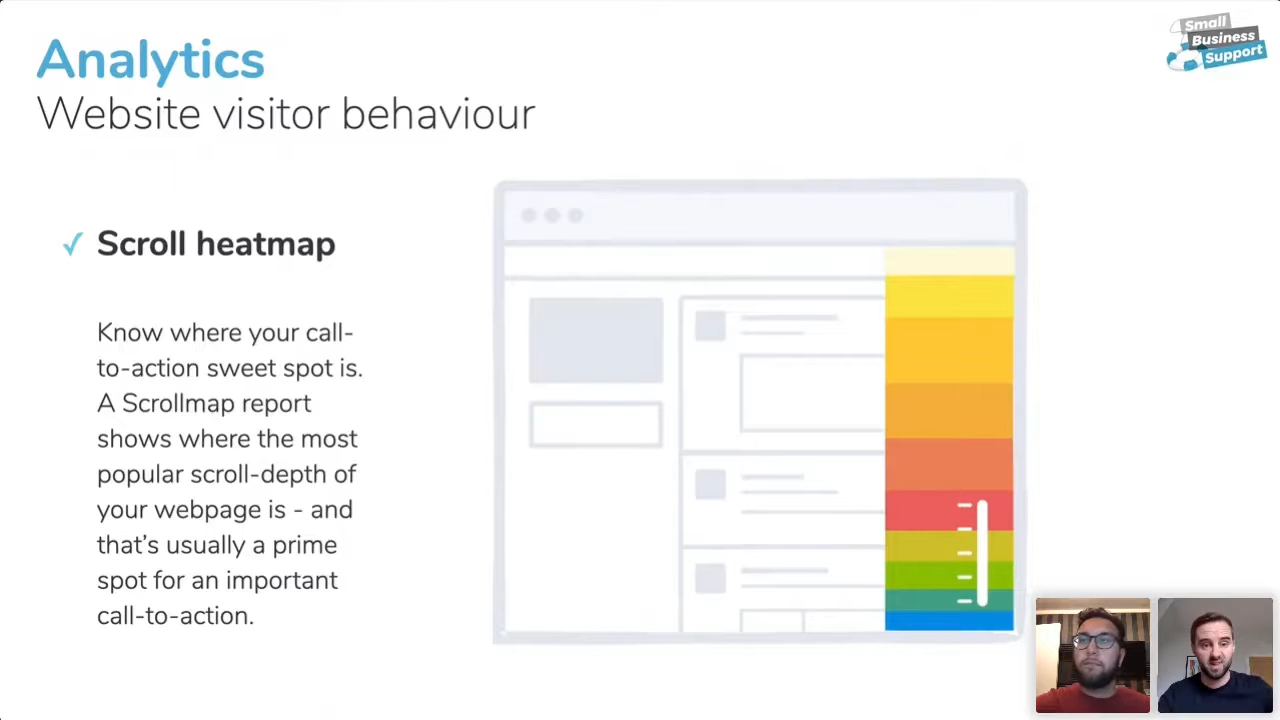 Analytics
Website visitor behaviour
Small
Business
Support
✓ Scroll heatmap
Know where your call-
to-action sweet spot is.
A Scrollmap report
shows where the most
popular scroll-depth of
your webpage is - and
that’s usually a prime
spot for an important
call-to-action.